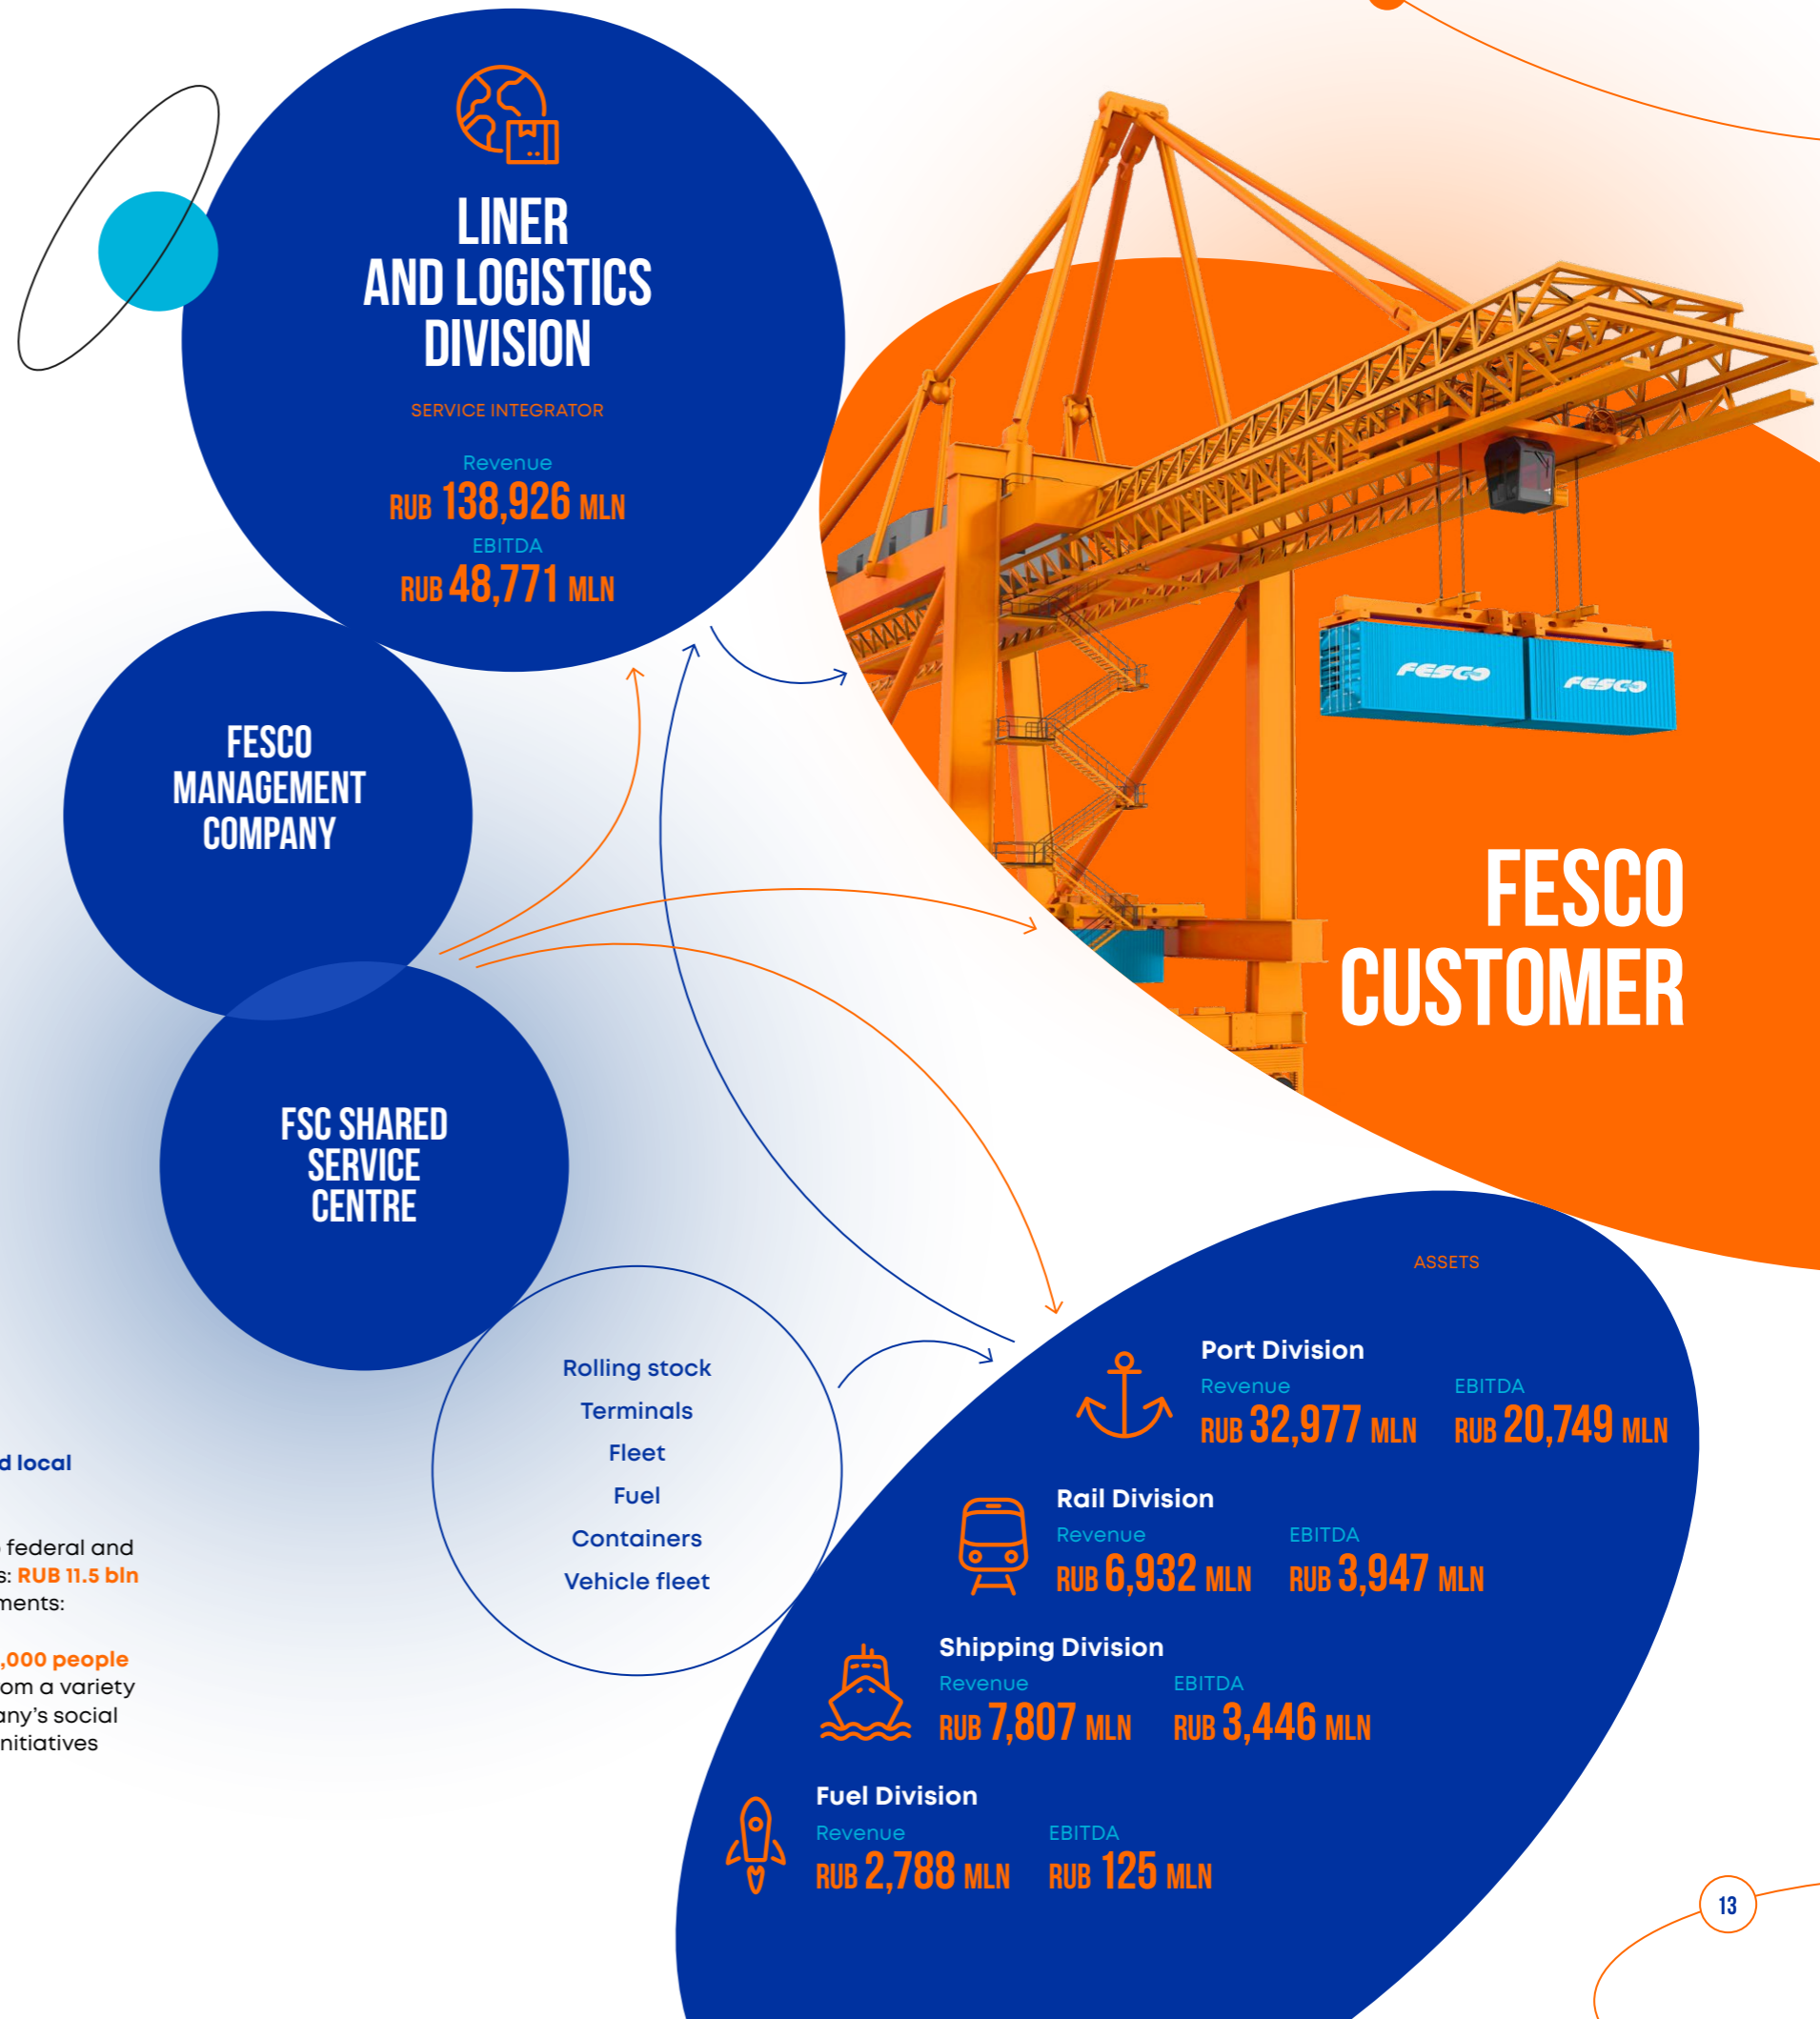 LINER
AND LOGISTICS
DIVISION
SERVICE INTEGRATOR
Revenue
RUB 138,926 MLN
EBITDA
RUB 48,771 MLN
FESCO
MANAGEMENT
COMPANY
FSC SHARED
SERVICE
CENTRE
FESCO
FESCO
FESCO
CUSTOMER
Rolling stock
Terminals
Fleet
Fuel
Containers
Vehicle fleet
ASSETS
Port Division
Revenue EBITDA
RUB 32,977 MLN RUB 20,749 MLN
Rail Division
Revenue EBITDA
RUB 6,932 MLN RUB 3,947 MLN
Shipping Division
Revenue EBITDA
RUB 7,807 MLN RUB 3,446 MLN
Fuel Division
Revenue EBITDA
RUB 2,788 MLN RUB 125 MLN
local
federal and
: RUB 11.5 bln
,000 people
a variety
social
13